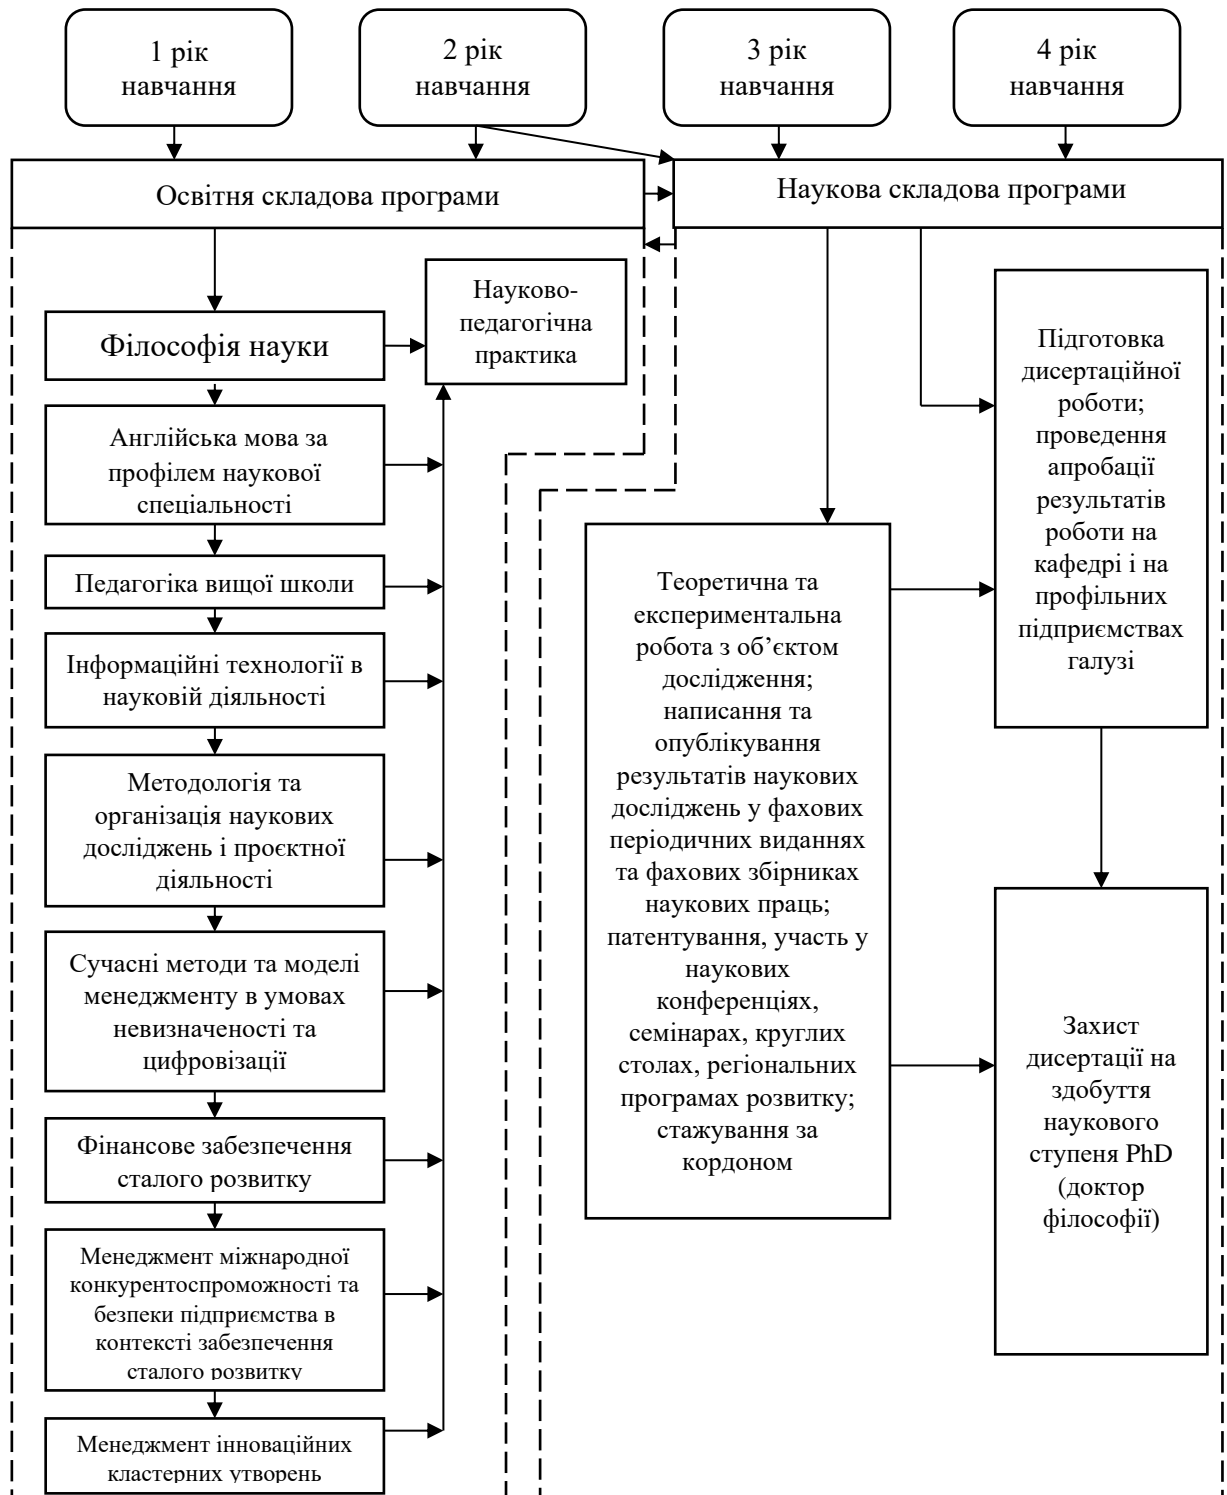 1 рік
навчання
2 рік
навчання
3 рік
навчання
4 рік
навчання
Освітня складова програми
Наукова складова програми
Філософія науки
Науково-
педагогічна
практика
Англійська мова за
профілем наукової
спеціальності
Педагогіка вищої школи
Інформаційні технології в
науковій діяльності
Методологія та
організація наукових
досліджень і проєктної
діяльності
Сучасні методи та моделі
менеджменту в умовах
невизначеності та
цифровізації
Фінансове забезпечення
сталого розвитку
Менеджмент міжнародної
конкурентоспроможності та
безпеки підприємства в
контексті забезпечення
сталого розвитку
Менеджмент інноваційних
кластерних утворень
Теоретична та
експериментальна
робота з об’єктом
дослідження;
написання та
опублікування
результатів наукових
досліджень у фахових
періодичних виданнях
та фахових збірниках
наукових праць;
патентування, участь у
наукових
конференціях,
семінарах, круглих
столах, регіональних
програмах розвитку;
стажування за
кордоном
Підготовка
дисертаційної
роботи;
проведення
апробації
результатів
роботи на
кафедрі і на
профільних
підприємствах
галузі
Захист
дисертації на
здобуття
наукового
ступеня PhD
(доктор
філософії)